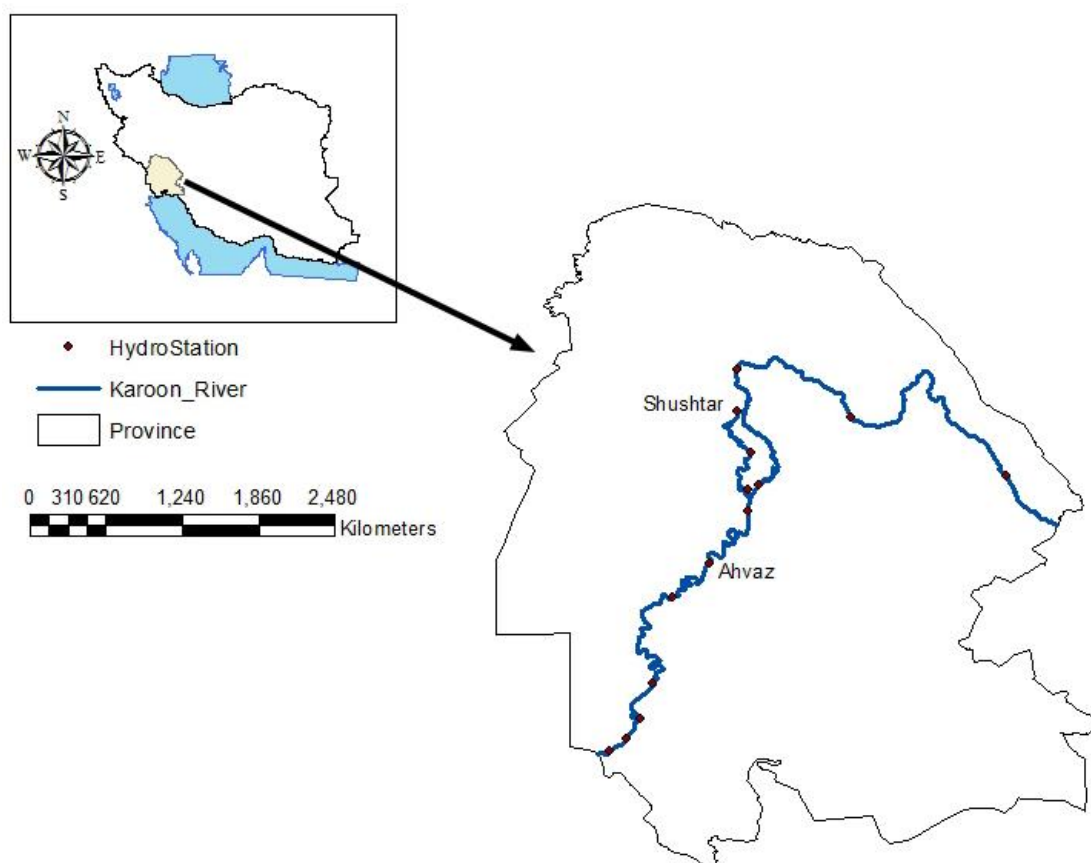 N
W E
S
HydroStation
Karoon_River
Province
0 310 620 1,240 1,860 2,480
Kilometers
Shushtar
Ahvaz